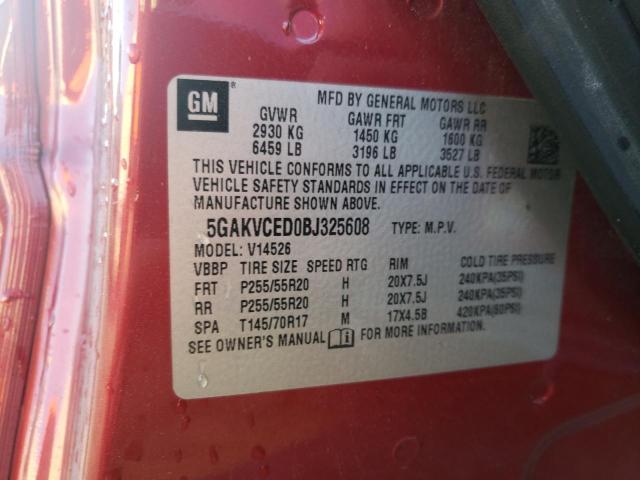 GM ®
MFD BY GENERAL MOTORS LLC
GVWR GAWR FRT GAWR RR
2930 KG 1450 KG 1600 KG
6459 LB 3196 LB 3527 LB
THIS VEHICLE CONFORMS TO ALL APPLICABLE U.S. FEDERAL MOTOR
VEHICLE SAFETY STANDARDS IN EFFECT ON THE DATE OF
MANUFACTURE SHOWN ABOVE.
5GAKVCED0BJ325608 TYPE: M.P.V.
MODEL: V14526
VBBP TIRE SIZE SPEED RTG RIM COLD TIRE PRESSURE
FRT P255/55R20 H 20X7.5J 240KPA(35PSI)
RR P255/55R20 H 20X7.5J 240KPA(35PSI)
SPA T145/70R17 M 17X4.5B 420KPA(60PSI)
SEE OWNER'S MANUAL FOR MORE INFORMATION.